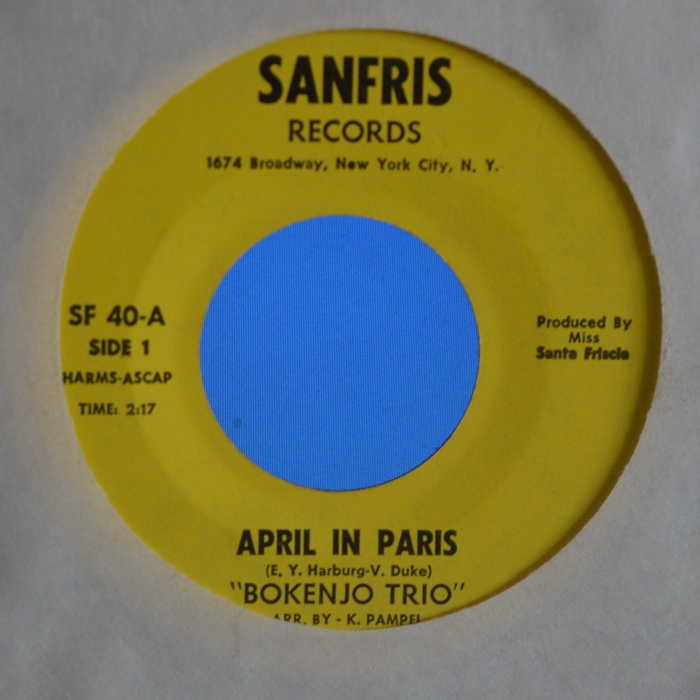 SANFRIS
RECORDS
1674 Broadway, New York City, N. Y.
SF 40-A
SIDE 1
HARMS-ASCAP
TIME: 2:17
Produced By
Miss
Santa Friscia
APRIL IN PARIS
(E. Y. Harburg-V. Duke)
"BOKENJO TRIO"
ARR. BY - K. PAMPEL